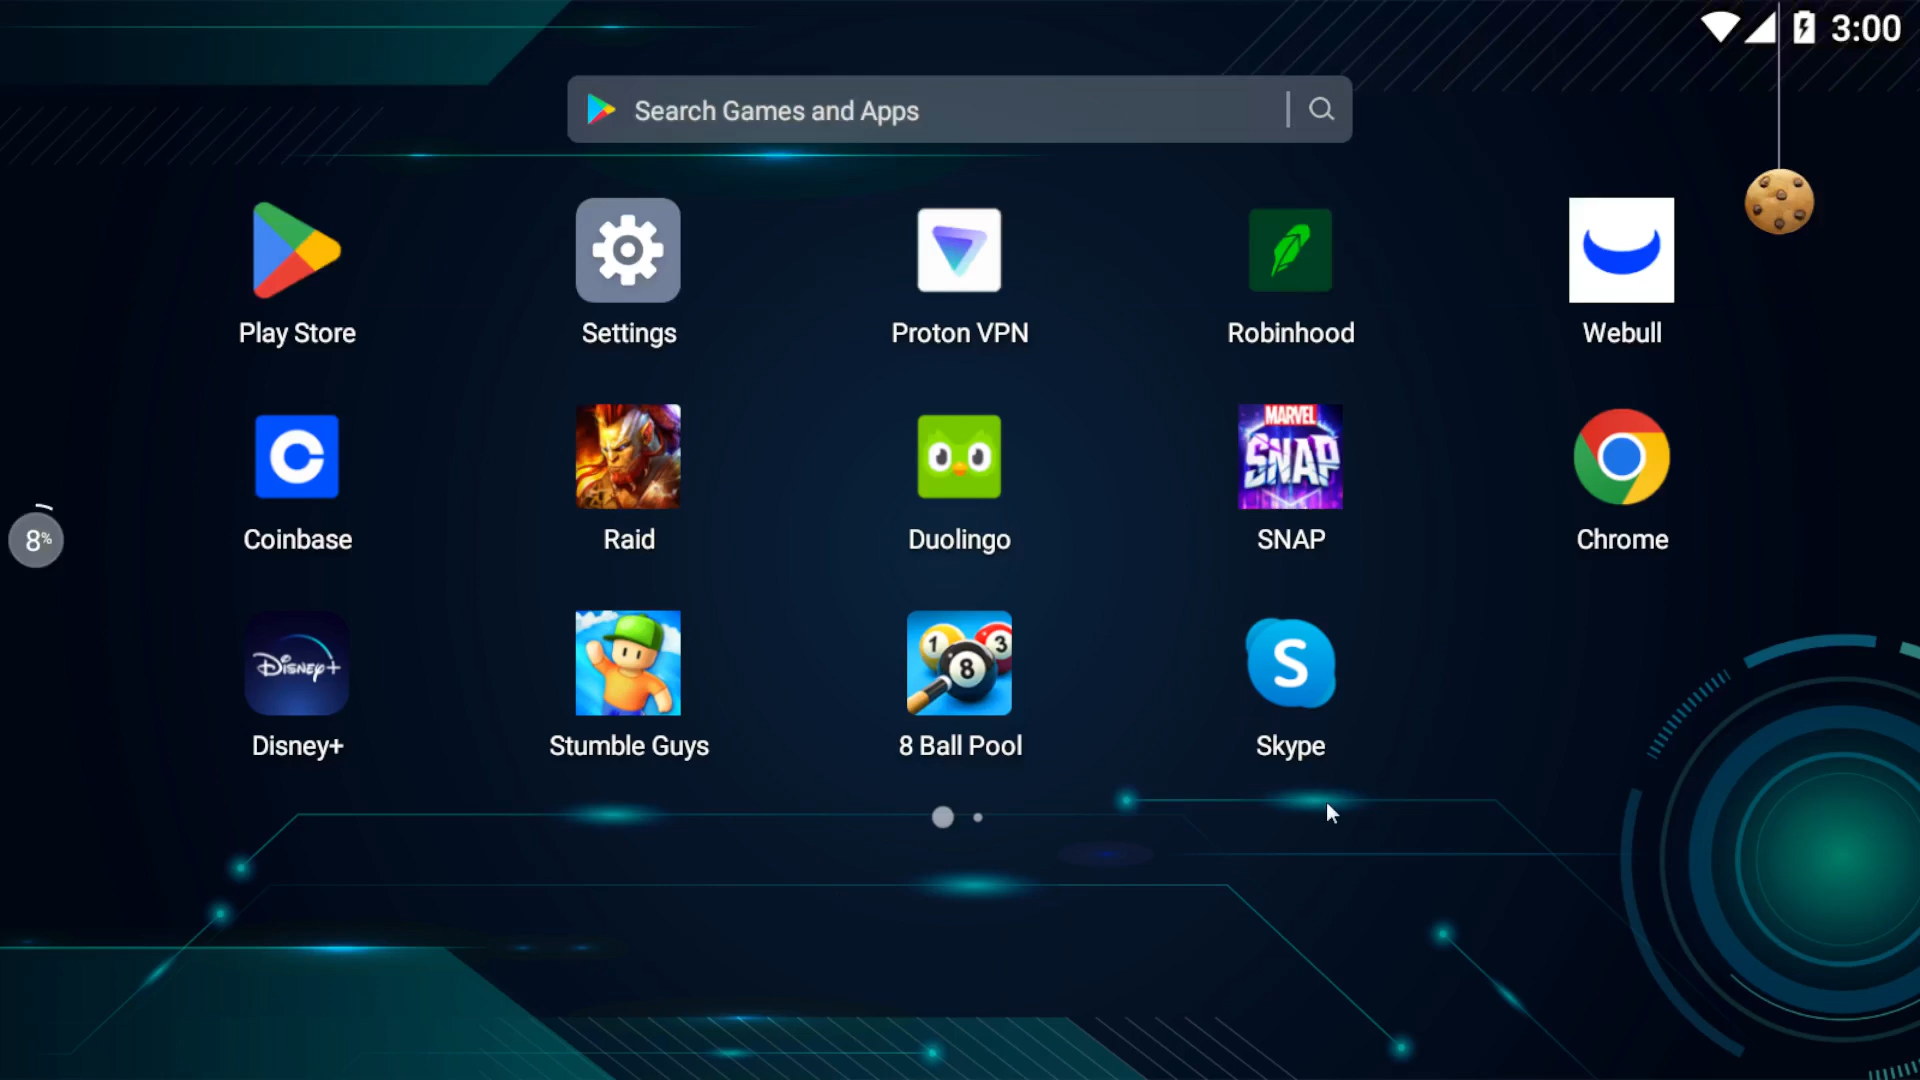 3:00
Search Games and Apps
Play Store
Settings
Proton VPN
Robinhood
Webull
MARVEL
SNAP
Coinbase
Raid
Duolingo
SNAP
Chrome
8%
Disney+
1
3
8
S
Disney+
Stumble Guys
8 Ball Pool
Skype